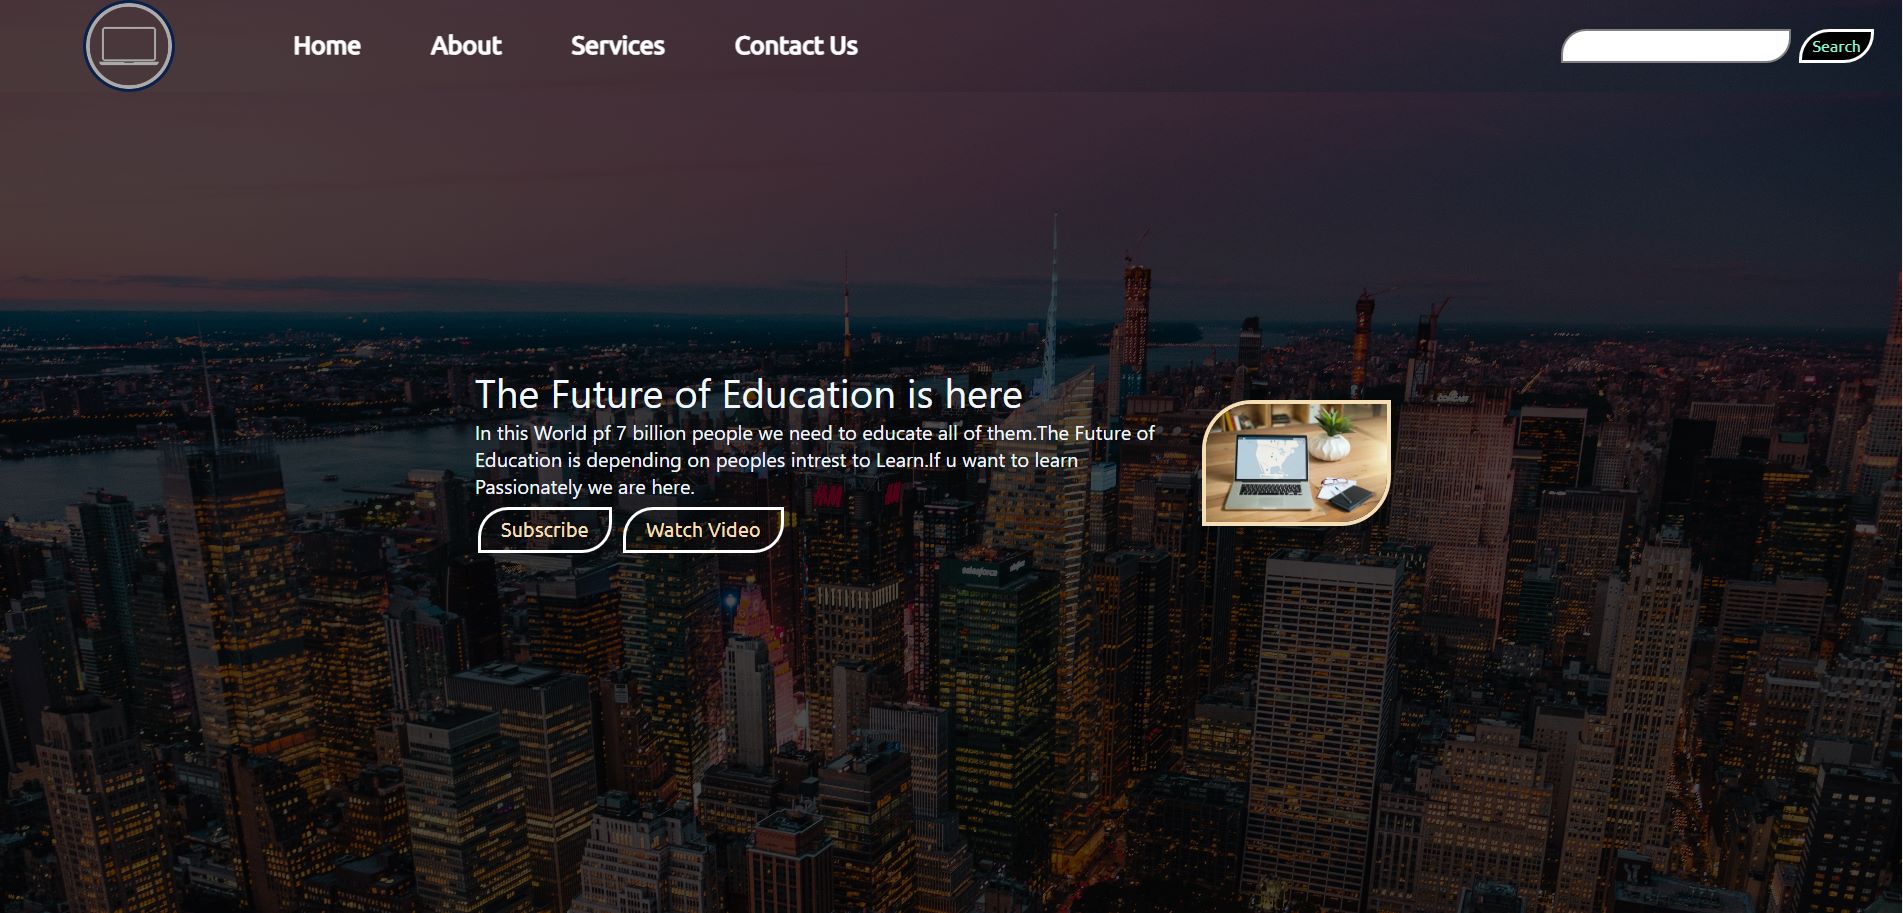 Home
About
Services
Contact Us
Search
The Future of Education is here
In this World pf 7 billion people we need to educate all of them.The Future of
Education is depending on peoples intrest to Learn.If u want to learn
Passionately we are here.
Subscribe
Watch Video
COMCAST
H&M
H&M
salesforce